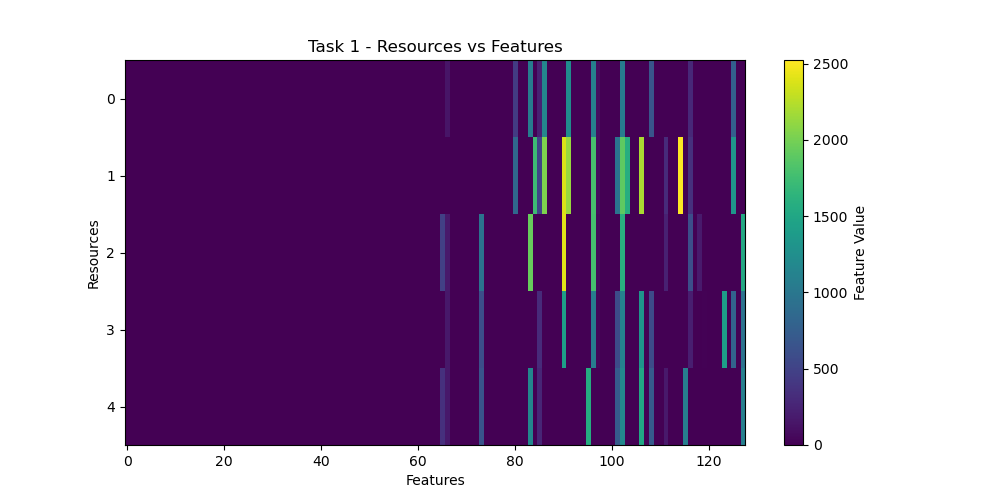 Task 1 - Resources vs Features
Resources
0
1
2
3
4
0 20 40 60 80 100 120
Features
2500
2000
1500
1000
500
0
Feature Value